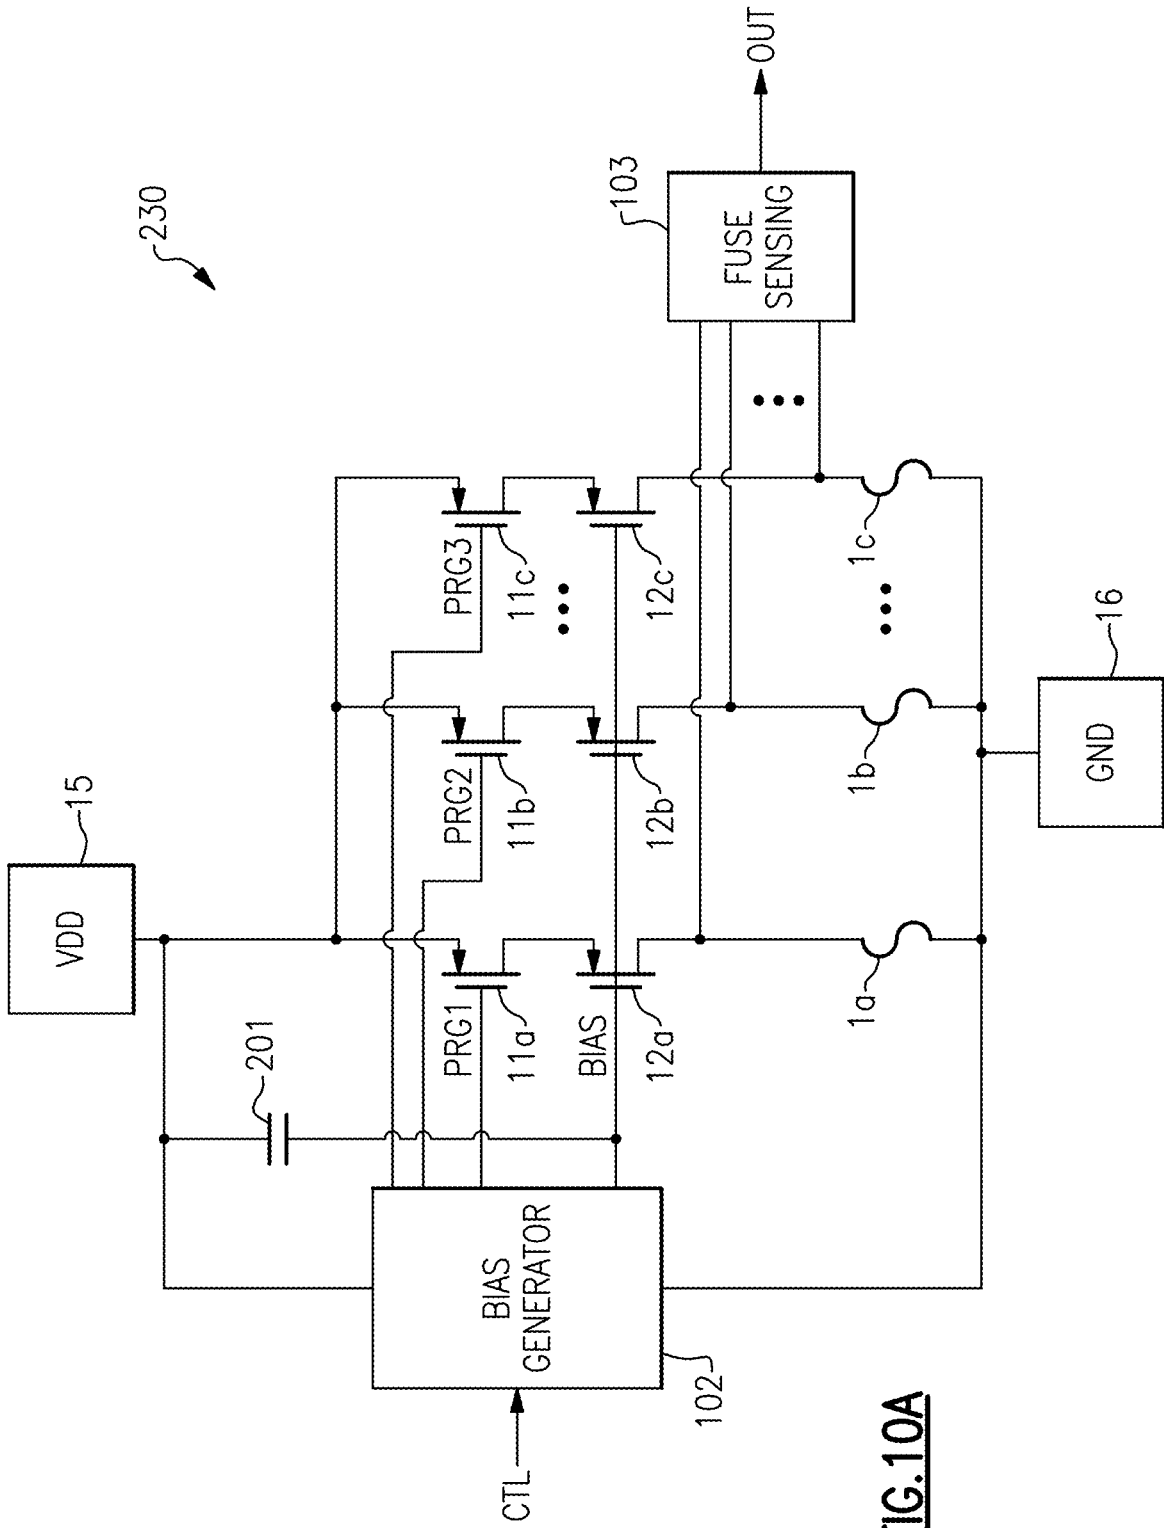 230
VDD
15
201
PRG1
PRG2
PRG3
11a
11b
11c
BIAS
12a
12b
12c
FUSE
SENSING
103
OUT
CTL
BIAS
GENERATOR
102
1a
1b
1c
GND
16
FIG.10A